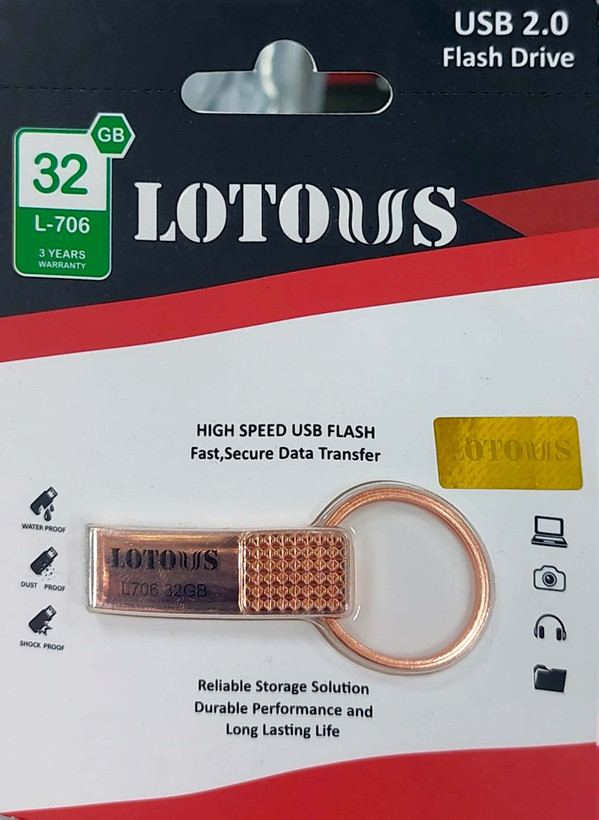 USB 2.0
Flash Drive
GB
32
L-706
3 YEARS
WARRANTY
LOTOUS
HIGH SPEED USB FLASH
Fast,Secure Data Transfer
LOTOUS
WATER PROOF
DUST PROOF
SHOCK PROOF
LOTOUS
L706 32GB
Reliable Storage Solution
Durable Performance and
Long Lasting Life